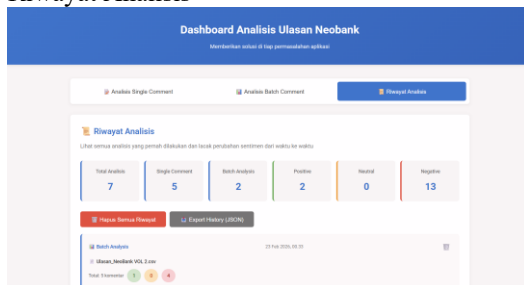 Riwayat Analisis
Dashboard Analisis Ulasan Neobank
Memberikan solusi di tiap permasalahan aplikasi
Analisis Single Comment
Analisis Batch Comment
Riwayat Analisis
Riwayat Analisis
Lihat semua analisis yang pernah dilakukan dan lacak perubahan sentimen dari waktu ke waktu.
Total Analisis
Single Comment
Batch Analysis
Positive
Neutral
Negative
7
5
2
2
0
13
Hapus Semua Riwayat
Export History (JSON)
Batch Analysis
Ulasan_NeoBank VOL 2.csv
Total: 5 komentar
1
0
4